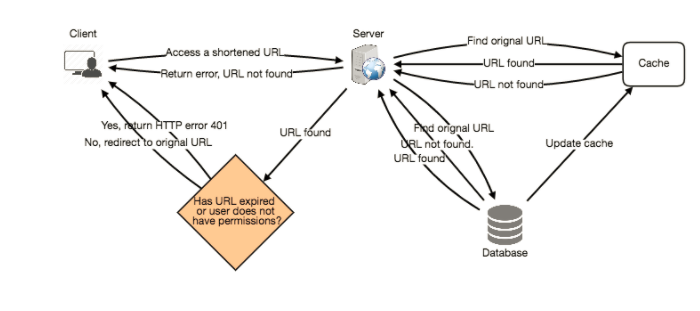 Client
Server
Access a shortened URL
Return error, URL not found
Find orignal URL
URL found
URL not found
Cache
Yes, return HTTP error 401
No, redirect to orignal URL
URL found
Find orignal URL
URL not found.
URL found
Update cache
Has URL expired
or user does not
have permissions?
Database